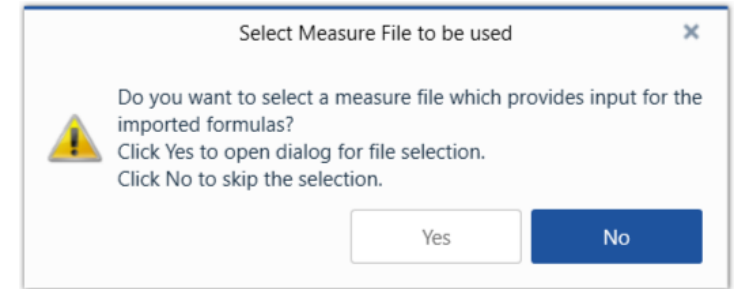 Select Measure File to be used
Do you want to select a measure file which provides input for the
imported formulas?
Click Yes to open dialog for file selection.
Click No to skip the selection.
Yes No